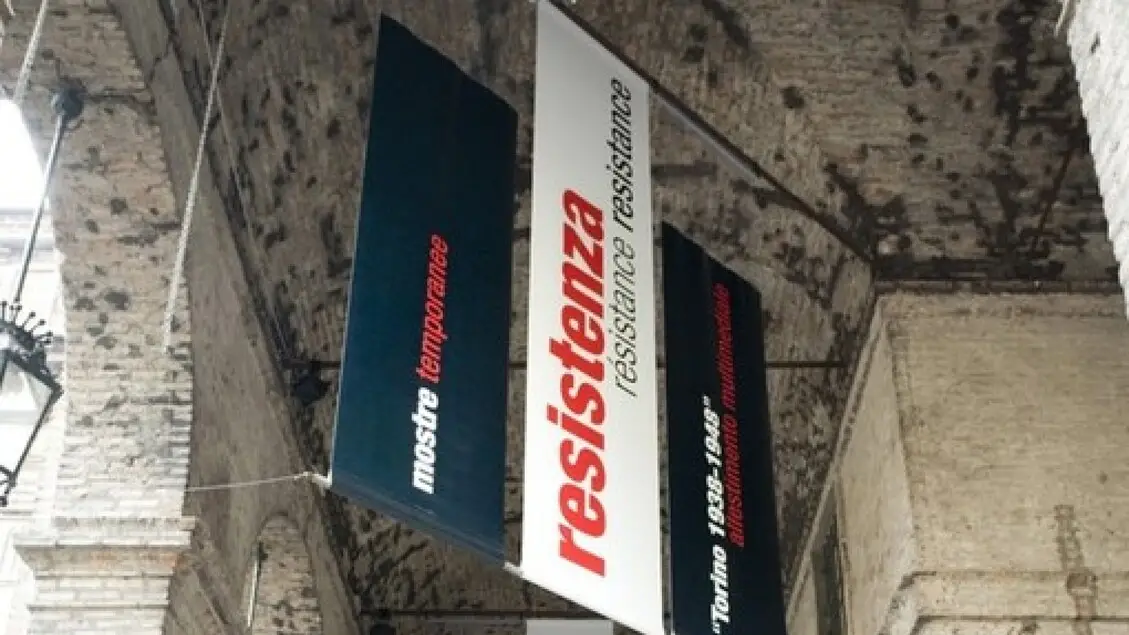 mostre temporanee
resistenza
résistance resistance
"Torino 1938-1948"
allestimento multimediale